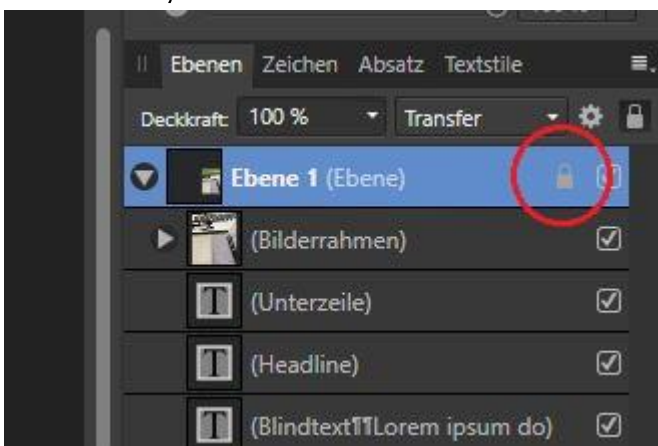 Ebenen Zeichen Absatz Textstile
Deckkraft: 100 % Transfer
Ebene 1 (Ebene)
(Bilderrahmen)
(Unterzeile)
(Headline)
(Blindtext¶¶Lorem ipsum do)